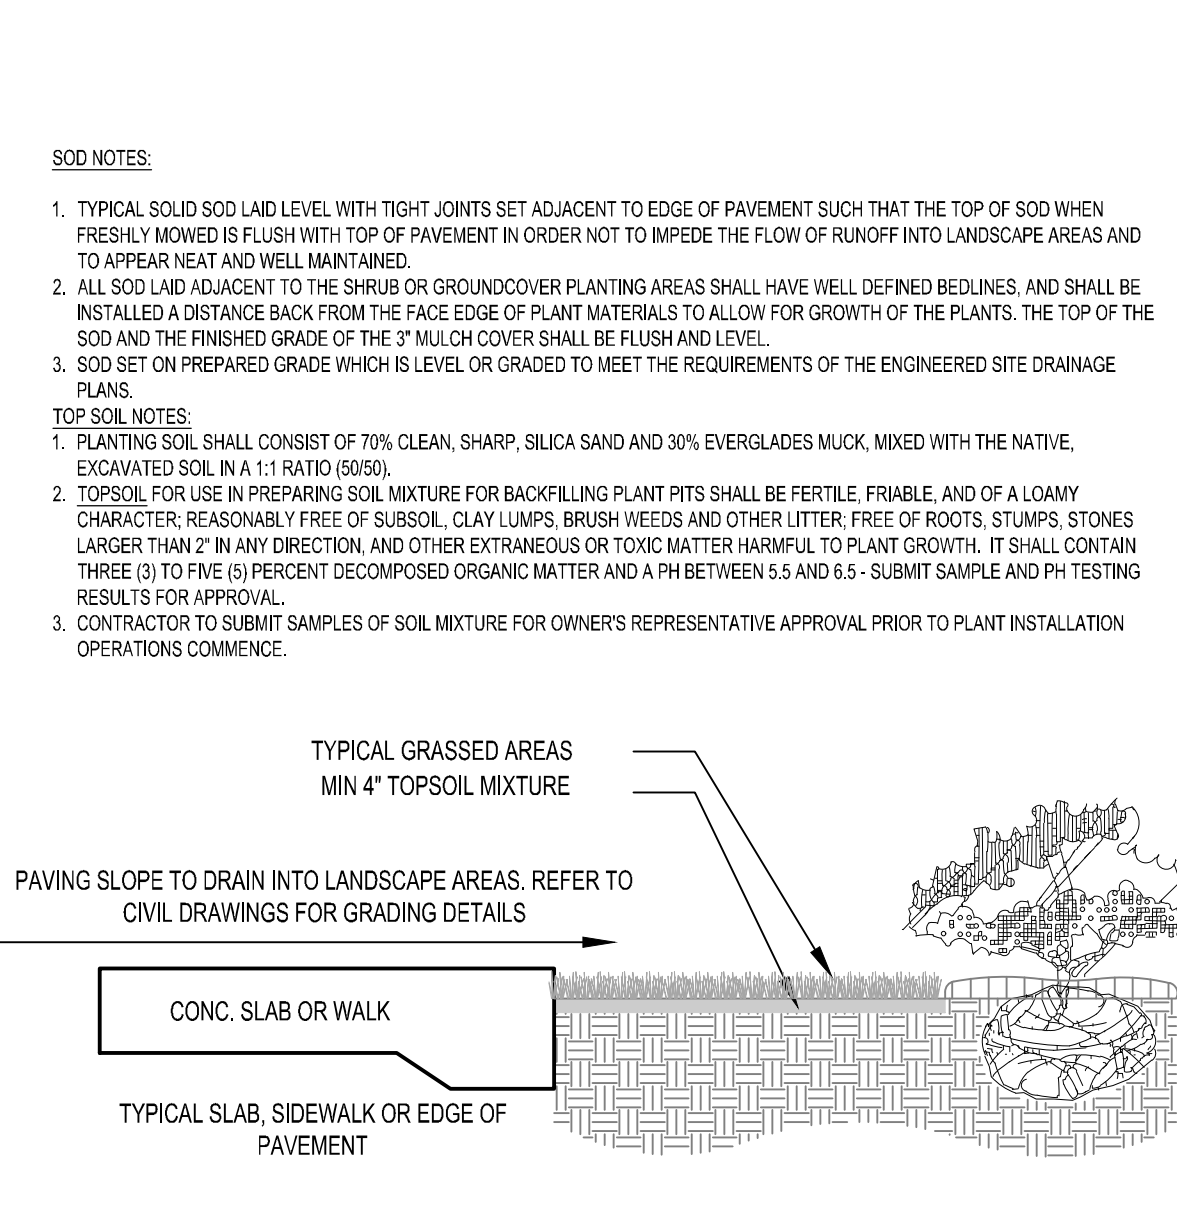 SOD NOTES:
1. TYPICAL SOLID SOD LAID LEVEL WITH TIGHT JOINTS SET ADJACENT TO EDGE OF PAVEMENT SUCH THAT THE TOP OF SOD WHEN
FRESHLY MOWED IS FLUSH WITH TOP OF PAVEMENT IN ORDER NOT TO IMPEDE THE FLOW OF RUNOFF INTO LANDSCAPE AREAS AND
TO APPEAR NEAT AND WELL MAINTAINED.
2. ALL SOD LAID ADJACENT TO THE SHRUB OR GROUNDCOVER PLANTING AREAS SHALL HAVE WELL DEFINED BEDLINES, AND SHALL BE
INSTALLED A DISTANCE BACK FROM THE FACE EDGE OF PLANT MATERIALS TO ALLOW FOR GROWTH OF THE PLANTS. THE TOP OF THE
SOD AND THE FINISHED GRADE OF THE 3" MULCH COVER SHALL BE FLUSH AND LEVEL.
3. SOD SET ON PREPARED GRADE WHICH IS LEVEL OR GRADED TO MEET THE REQUIREMENTS OF THE ENGINEERED SITE DRAINAGE
PLANS.
TOP SOIL NOTES:
1. PLANTING SOIL SHALL CONSIST OF 70% CLEAN, SHARP, SILICA SAND AND 30% EVERGLADES MUCK, MIXED WITH THE NATIVE,
EXCAVATED SOIL IN A 1:1 RATIO (50/50).
2. TOPSOIL FOR USE IN PREPARING SOIL MIXTURE FOR BACKFILLING PLANT PITS SHALL BE FERTILE, FRIABLE, AND OF A LOAMY
CHARACTER; REASONABLY FREE OF SUBSOIL, CLAY LUMPS, BRUSH WEEDS AND OTHER LITTER; FREE OF ROOTS, STUMPS, STONES
LARGER THAN 2" IN ANY DIRECTION, AND OTHER EXTRANEOUS OR TOXIC MATTER HARMFUL TO PLANT GROWTH. IT SHALL CONTAIN
THREE (3) TO FIVE (5) PERCENT DECOMPOSED ORGANIC MATTER AND A PH BETWEEN 5.5 AND 6.5 - SUBMIT SAMPLE AND PH TESTING
RESULTS FOR APPROVAL.
3. CONTRACTOR TO SUBMIT SAMPLES OF SOIL MIXTURE FOR OWNER'S REPRESENTATIVE APPROVAL PRIOR TO PLANT INSTALLATION
OPERATIONS COMMENCE.
TYPICAL GRASSED AREAS
MIN 4" TOPSOIL MIXTURE
PAVING SLOPE TO DRAIN INTO LANDSCAPE AREAS. REFER TO
CIVIL DRAWINGS FOR GRADING DETAILS
CONC. SLAB OR WALK
TYPICAL SLAB, SIDEWALK OR EDGE OF
PAVEMENT